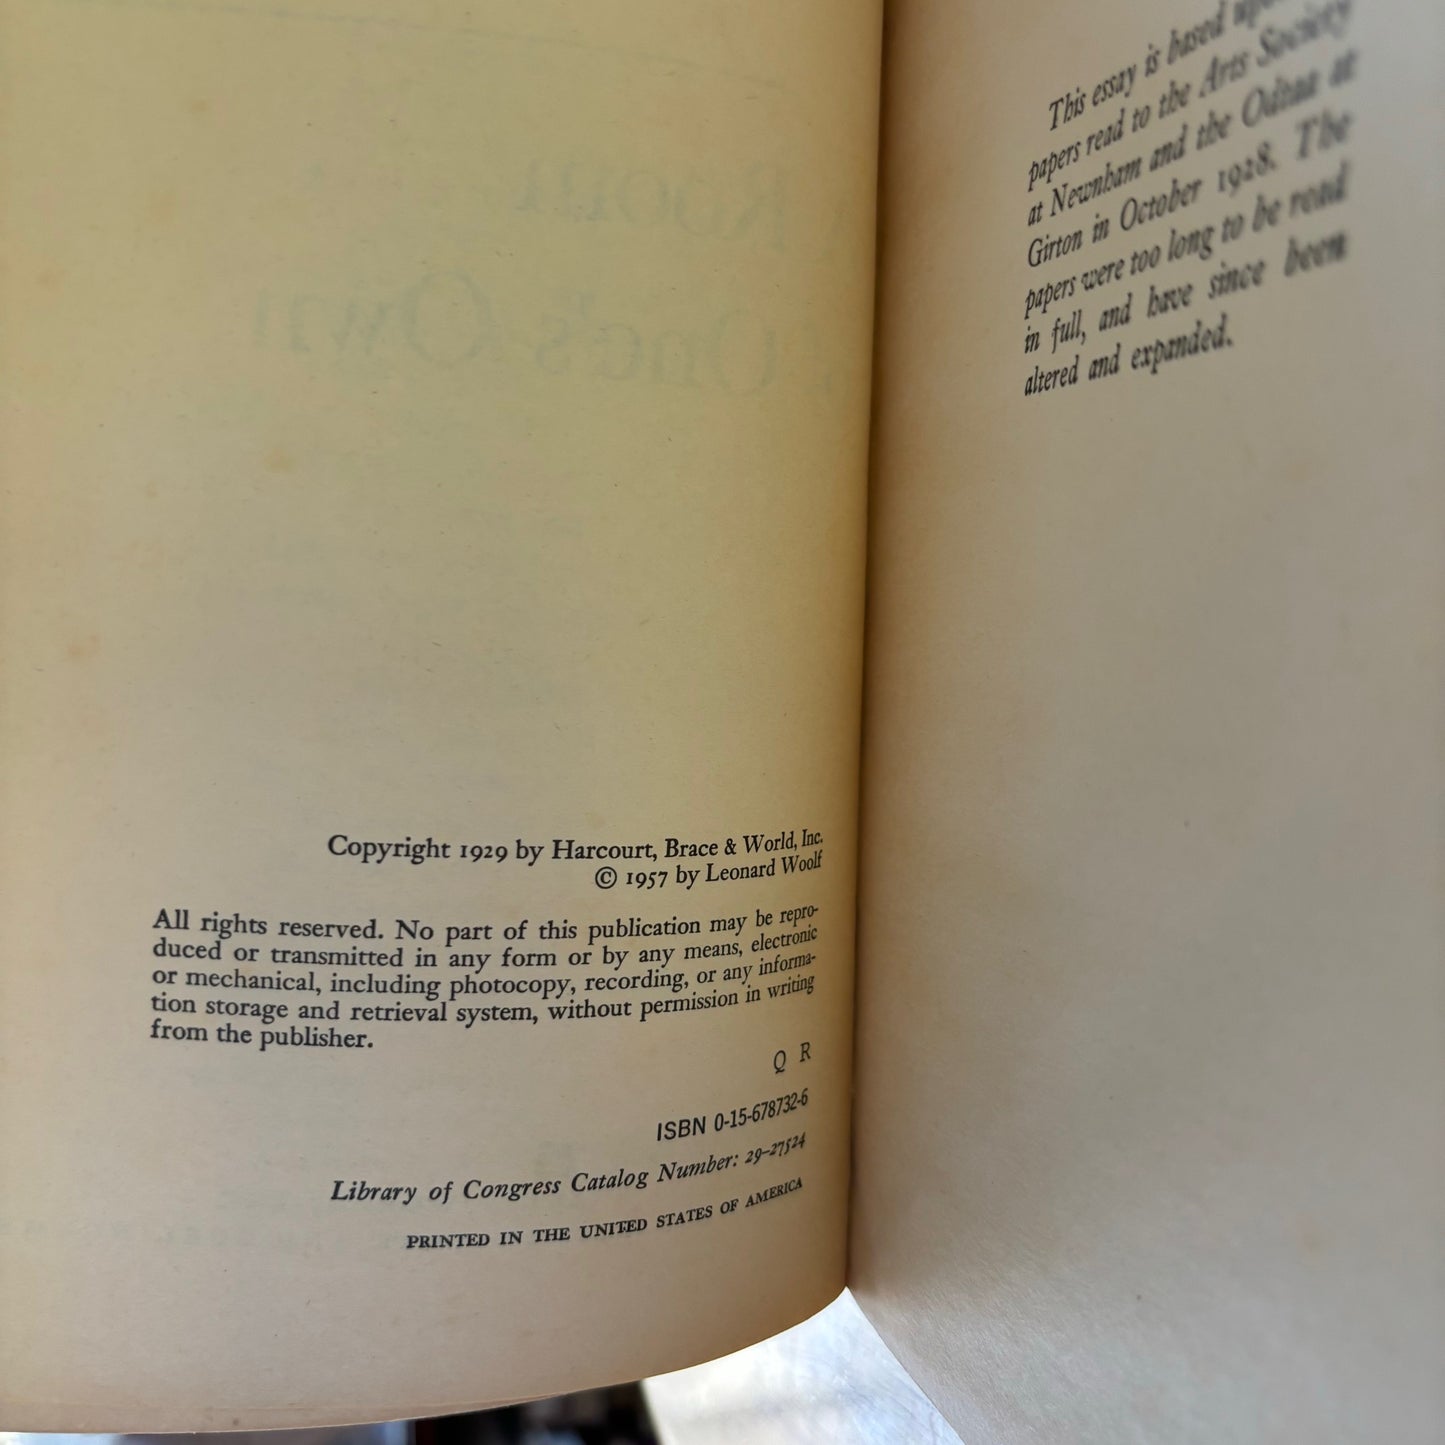 Room
One's Own
Copyright 1929 by Harcourt, Brace & World, Inc.
© 1957 by Leonard Woolf
All rights reserved. No part of this publication may be repro-
duced or transmitted in any form or by any means, electronic
or mechanical, including photocopy, recording, or any informa-
tion storage and retrieval system, without permission in writing
from the publisher.
Q R
ISBN 0-15-678732-6
Library of Congress Catalog Number: 29-27524
PRINTED IN THE UNITED STATES OF AMERICA
This essay is based upon
papers read to the Arts Society
at Newnham and the Odtaa at
Girton in October 1928. The
papers were too long to be read
in full, and have since been
altered and expanded.